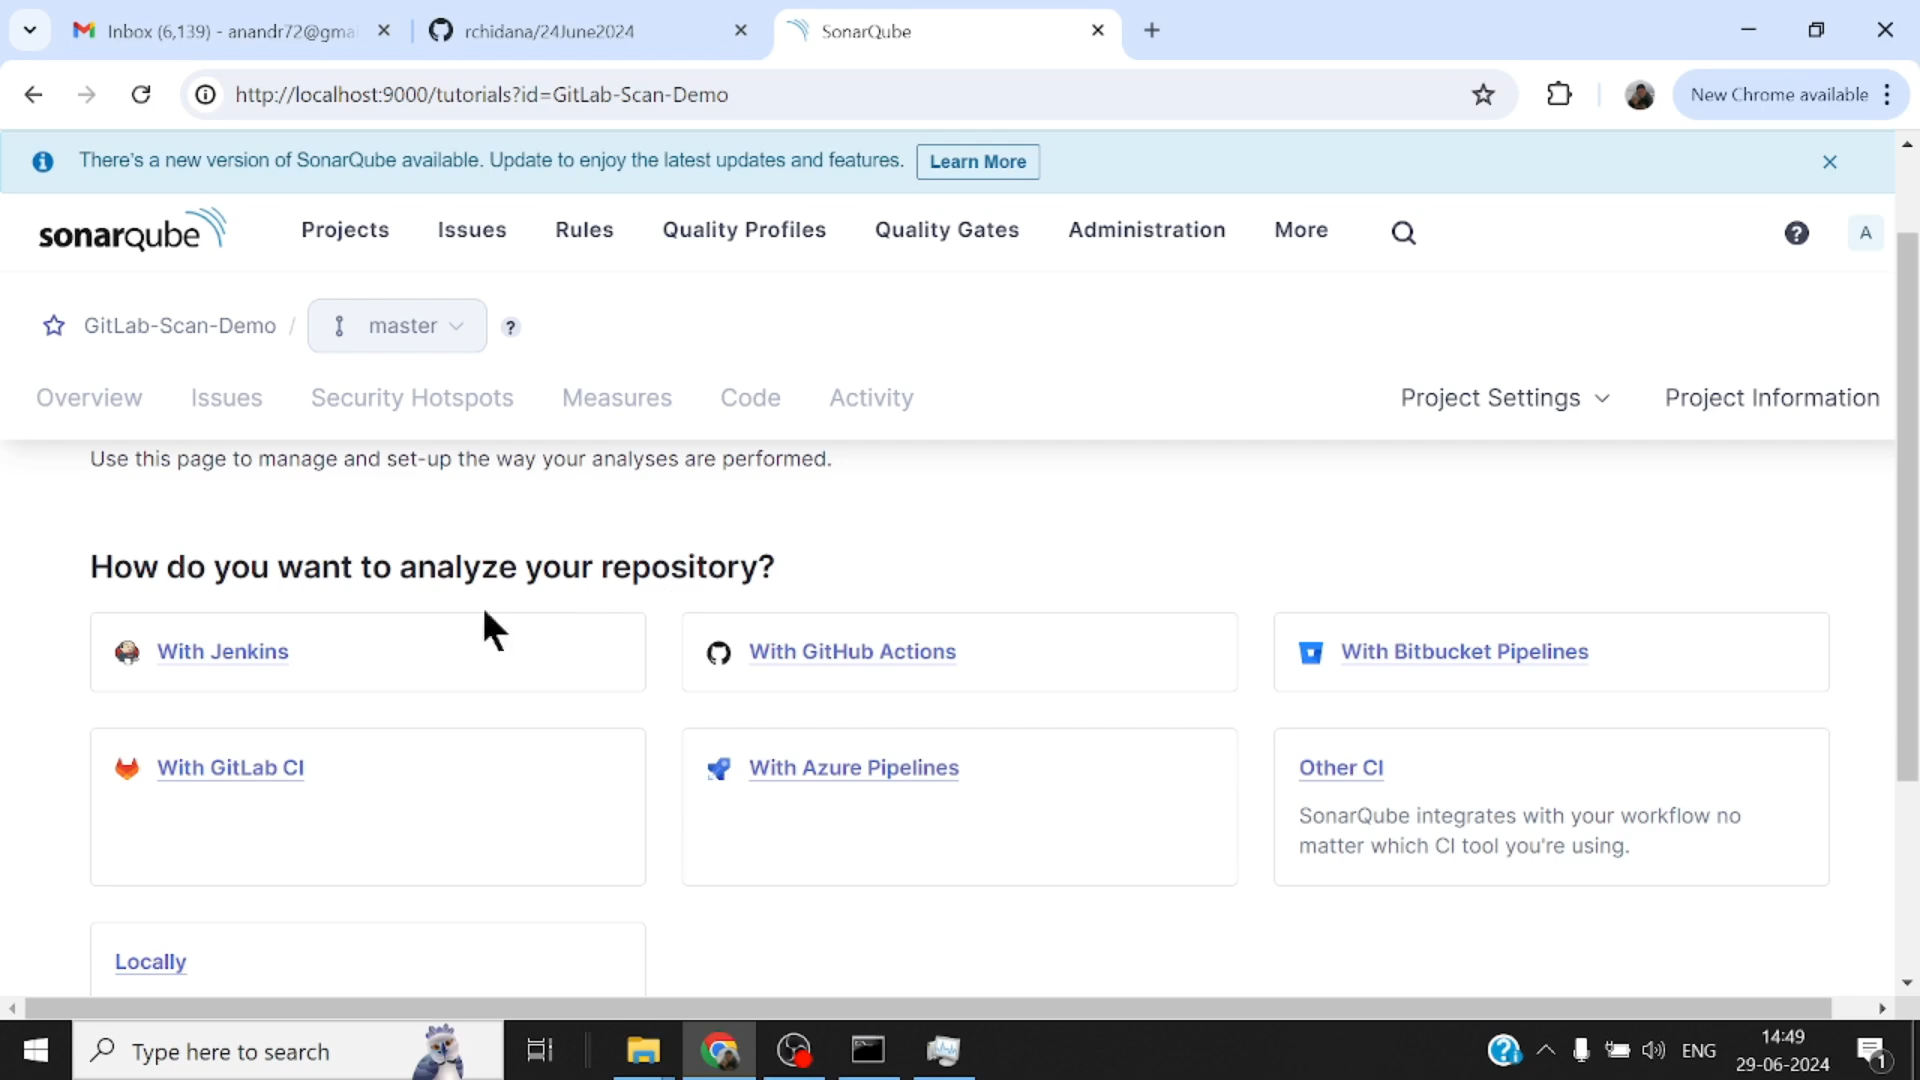 Inbox (6,139) - anandr72@gmai
rchidana/24June2024
SonarQube
http://localhost:9000/tutorials?id=GitLab-Scan-Demo
New Chrome available
There's a new version of SonarQube available. Update to enjoy the latest updates and features.
Learn More
sonarqube
Projects
Issues
Rules
Quality Profiles
Quality Gates
Administration
More
?
A
GitLab-Scan-Demo /
master
?
Overview
Issues
Security Hotspots
Measures
Code
Activity
Project Settings
Project Information
Use this page to manage and set-up the way your analyses are performed.
How do you want to analyze your repository?
With Jenkins
With GitHub Actions
With Bitbucket Pipelines
With GitLab CI
With Azure Pipelines
Other CI
SonarQube integrates with your workflow no
matter which CI tool you're using.
Locally
Type here to search
ENG
14:49
29-06-2024
1